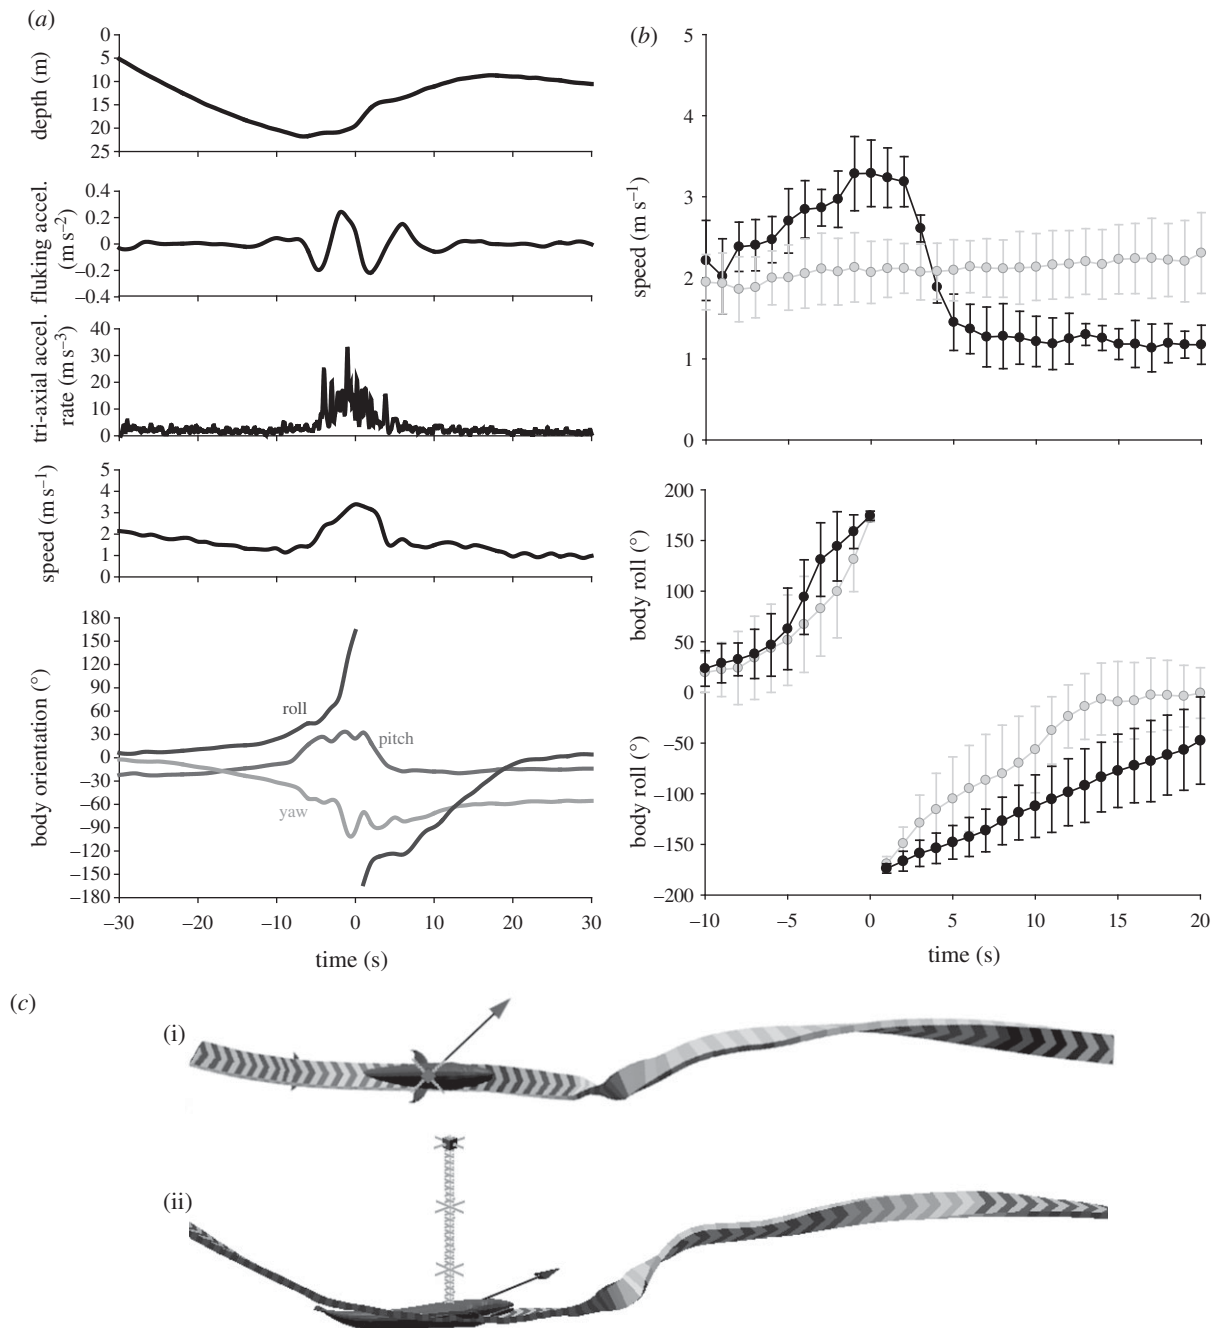 (a)
0
5
10
15
20
25
depth (m)
0.4
0.2
0
–0.2
–0.4
fluking accel.
(m s–2)
40
30
20
10
0
tri-axial accel.
rate (m s–3)
5
4
3
2
1
0
speed (m s–1)
180
150
120
90
60
30
0
–30
–60
–90
–120
–150
–180
body orientation (°)
roll
pitch
yaw
–30 –20 –10 0 10 20 30
time (s)
(b)
5
4
3
2
1
0
speed (m s–1)
200
150
100
50
0
–50
–100
–150
–200
body roll (°)
body roll (°)
–10 –5 0 5 10 15 20
time (s)
(c)
(i)
(ii)